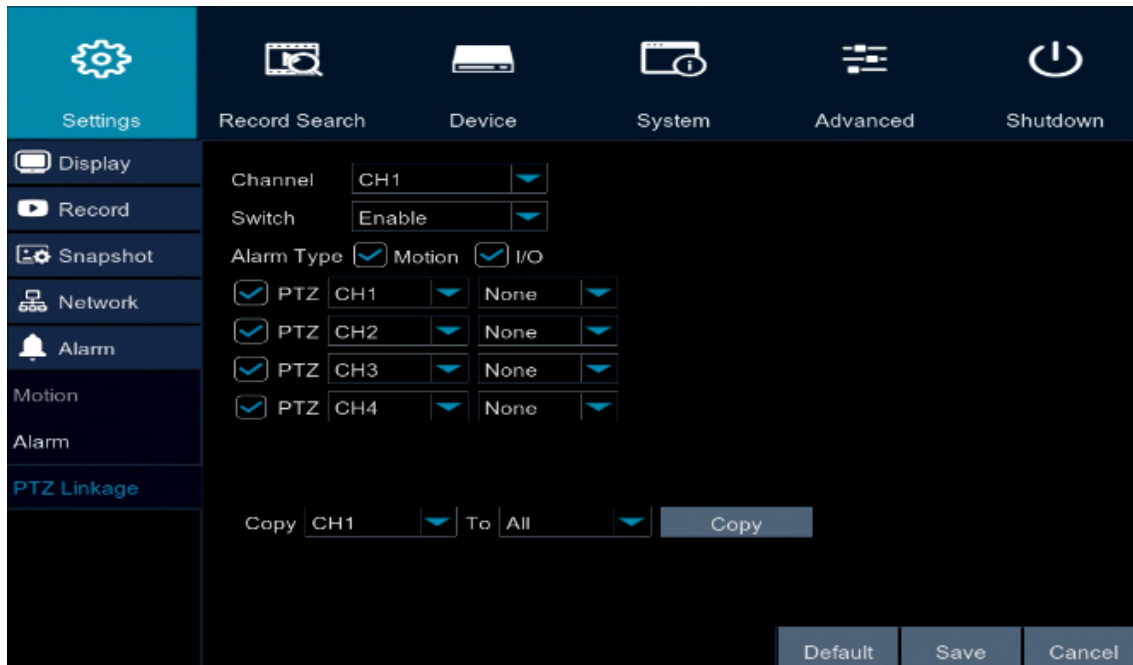 Settings Record Search Device System Advanced Shutdown
Display
Record
Snapshot
Network
Alarm
Motion
Alarm
PTZ Linkage
Channel CH1
Switch Enable
Alarm Type Motion I/O
PTZ CH1 None
PTZ CH2 None
PTZ CH3 None
PTZ CH4 None
Copy CH1 To All Copy
Default Save Cancel